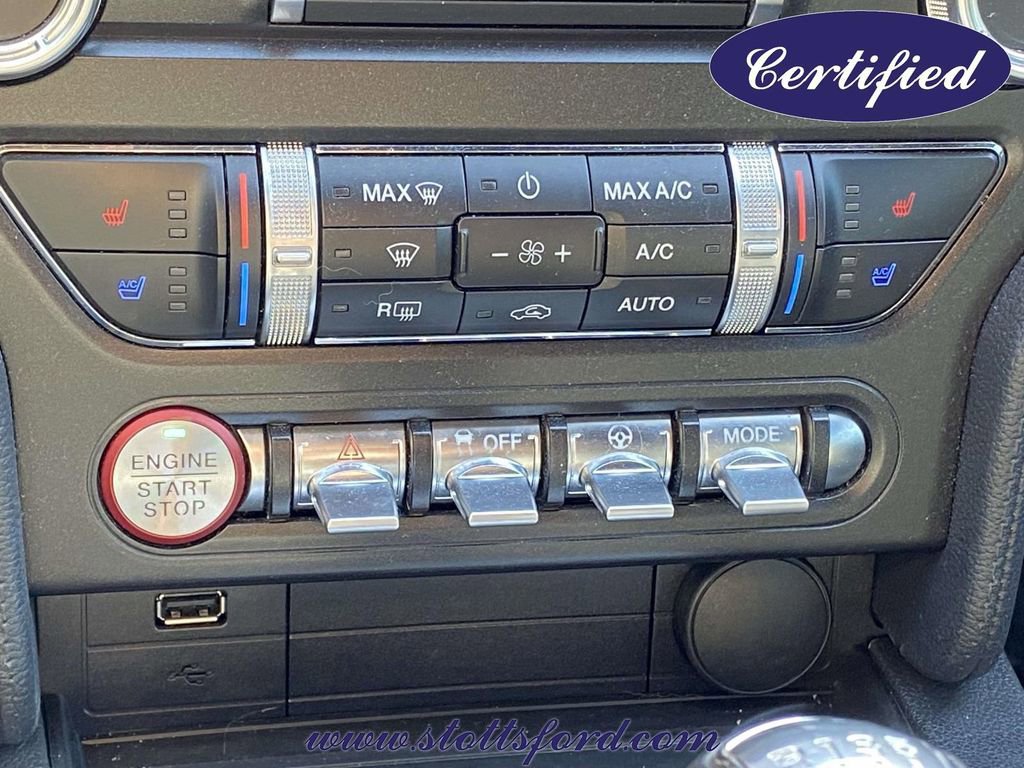 Certified
MAX
MAX A/C
A/C
- +
A/C
A/C
R
AUTO
ENGINE
START
STOP
OFF
MODE
www.stottsford.com